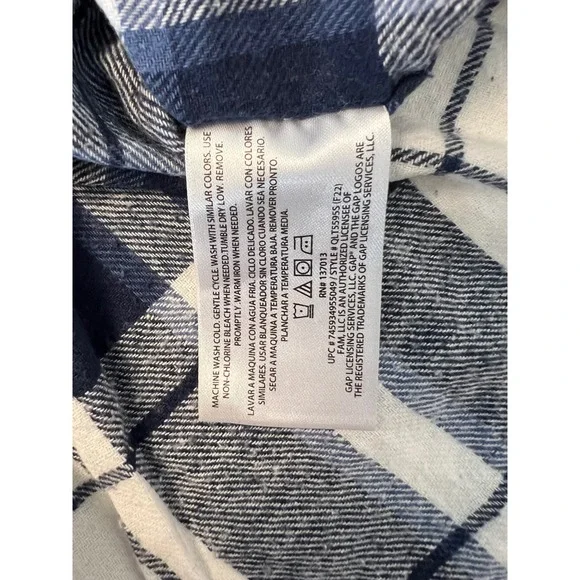 MACHINE WASH COLD. GENTLE CYCLE. WASH WITH SIMILAR COLORS. USE
NON-CHLORINE BLEACH WHEN NEEDED. TUMBLE DRY LOW. REMOVE
PROMPTLY. WARM IRON WHEN NEEDED.
LAVAR A MAQUINA CON AGUA FRIA, CICLO DELICADO. LAVAR CON COLORES
SIMILARES. USAR BLANQUEADOR SIN CLORO CUANDO SEA NECESARIO.
SECAR A MAQUINA A TEMPERATURA BAJA. REMOVER PRONTO.
PLANCHAR A TEMPERATURA MEDIA.
RN# 137013
UPC # 745934955049 / STYLE # QLTS595S (F22)
FAM, LLC IS AN AUTHORIZED LICENSEE OF
GAP LICENSING SERVICES, LLC. GAP® AND THE GAP LOGOS ARE
THE REGISTERED TRADEMARKS OF GAP LICENSING SERVICES, LLC.